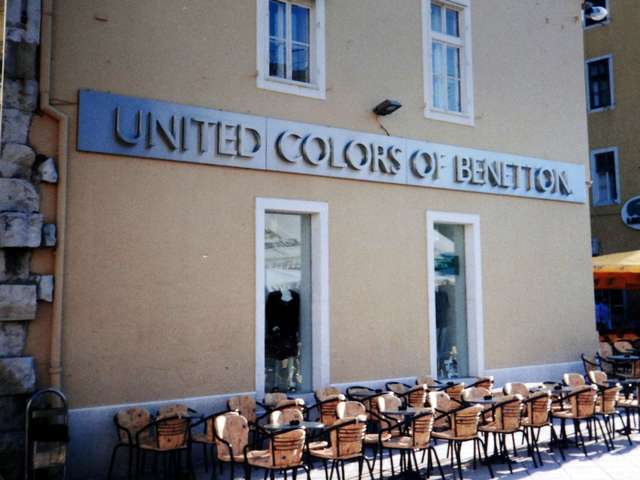 UNITED COLORS OF BENETTON.